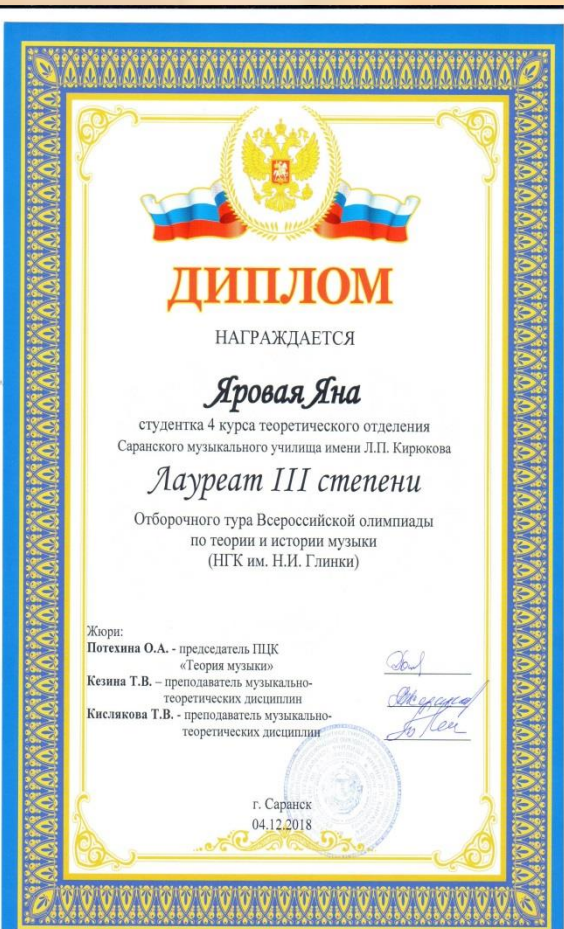 ДИПЛОМ
НАГРАЖДАЕТСЯ
Яровая Яна
студентка 4 курса теоретического отделения
Саранского музыкального училища имени Л.П. Кирюкова
Лауреат III степени
Отборочного тура Всероссийской олимпиады
по теории и истории музыки
(НГК им. Н.И. Глинки)
Жюри:
Потехина О.А. - председатель ПЦК
«Теория музыки»
Кезина Т.В. – преподаватель музыкально-
теоретических дисциплин
Кислякова Т.В. - преподаватель музыкально-
теоретических дисциплин
г. Саранск
04.12.2018